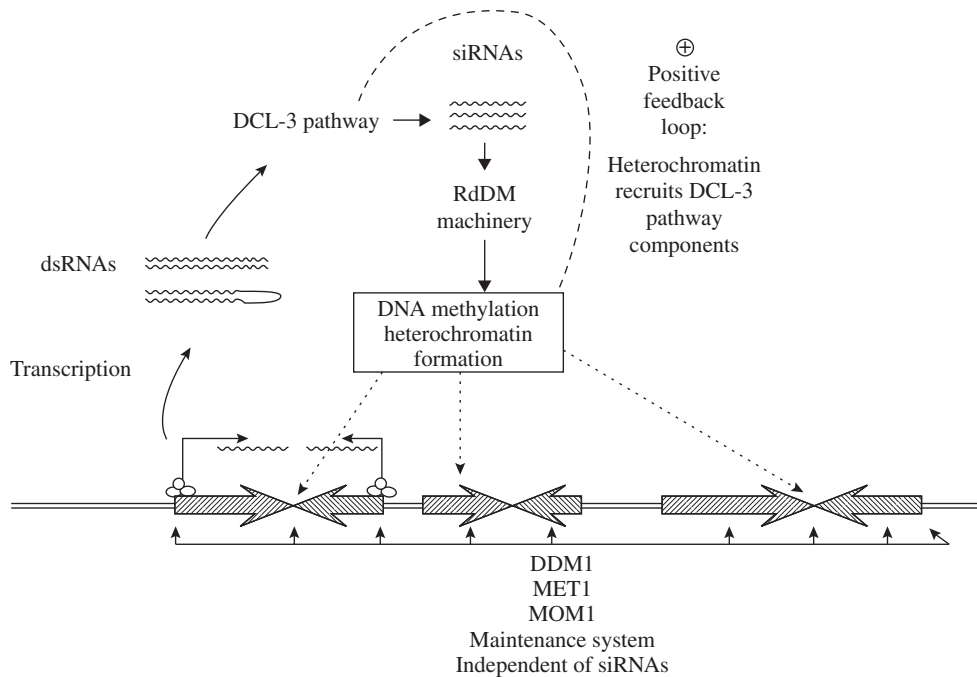 siRNAs
⊕
Positive
feedback
loop:
Heterochromatin
recruits DCL-3
pathway
components
DCL-3 pathway
RdDM
machinery
dsRNAs
DNA methylation
heterochromatin
formation
Transcription
DDM1
MET1
MOM1
Maintenance system
Independent of siRNAs